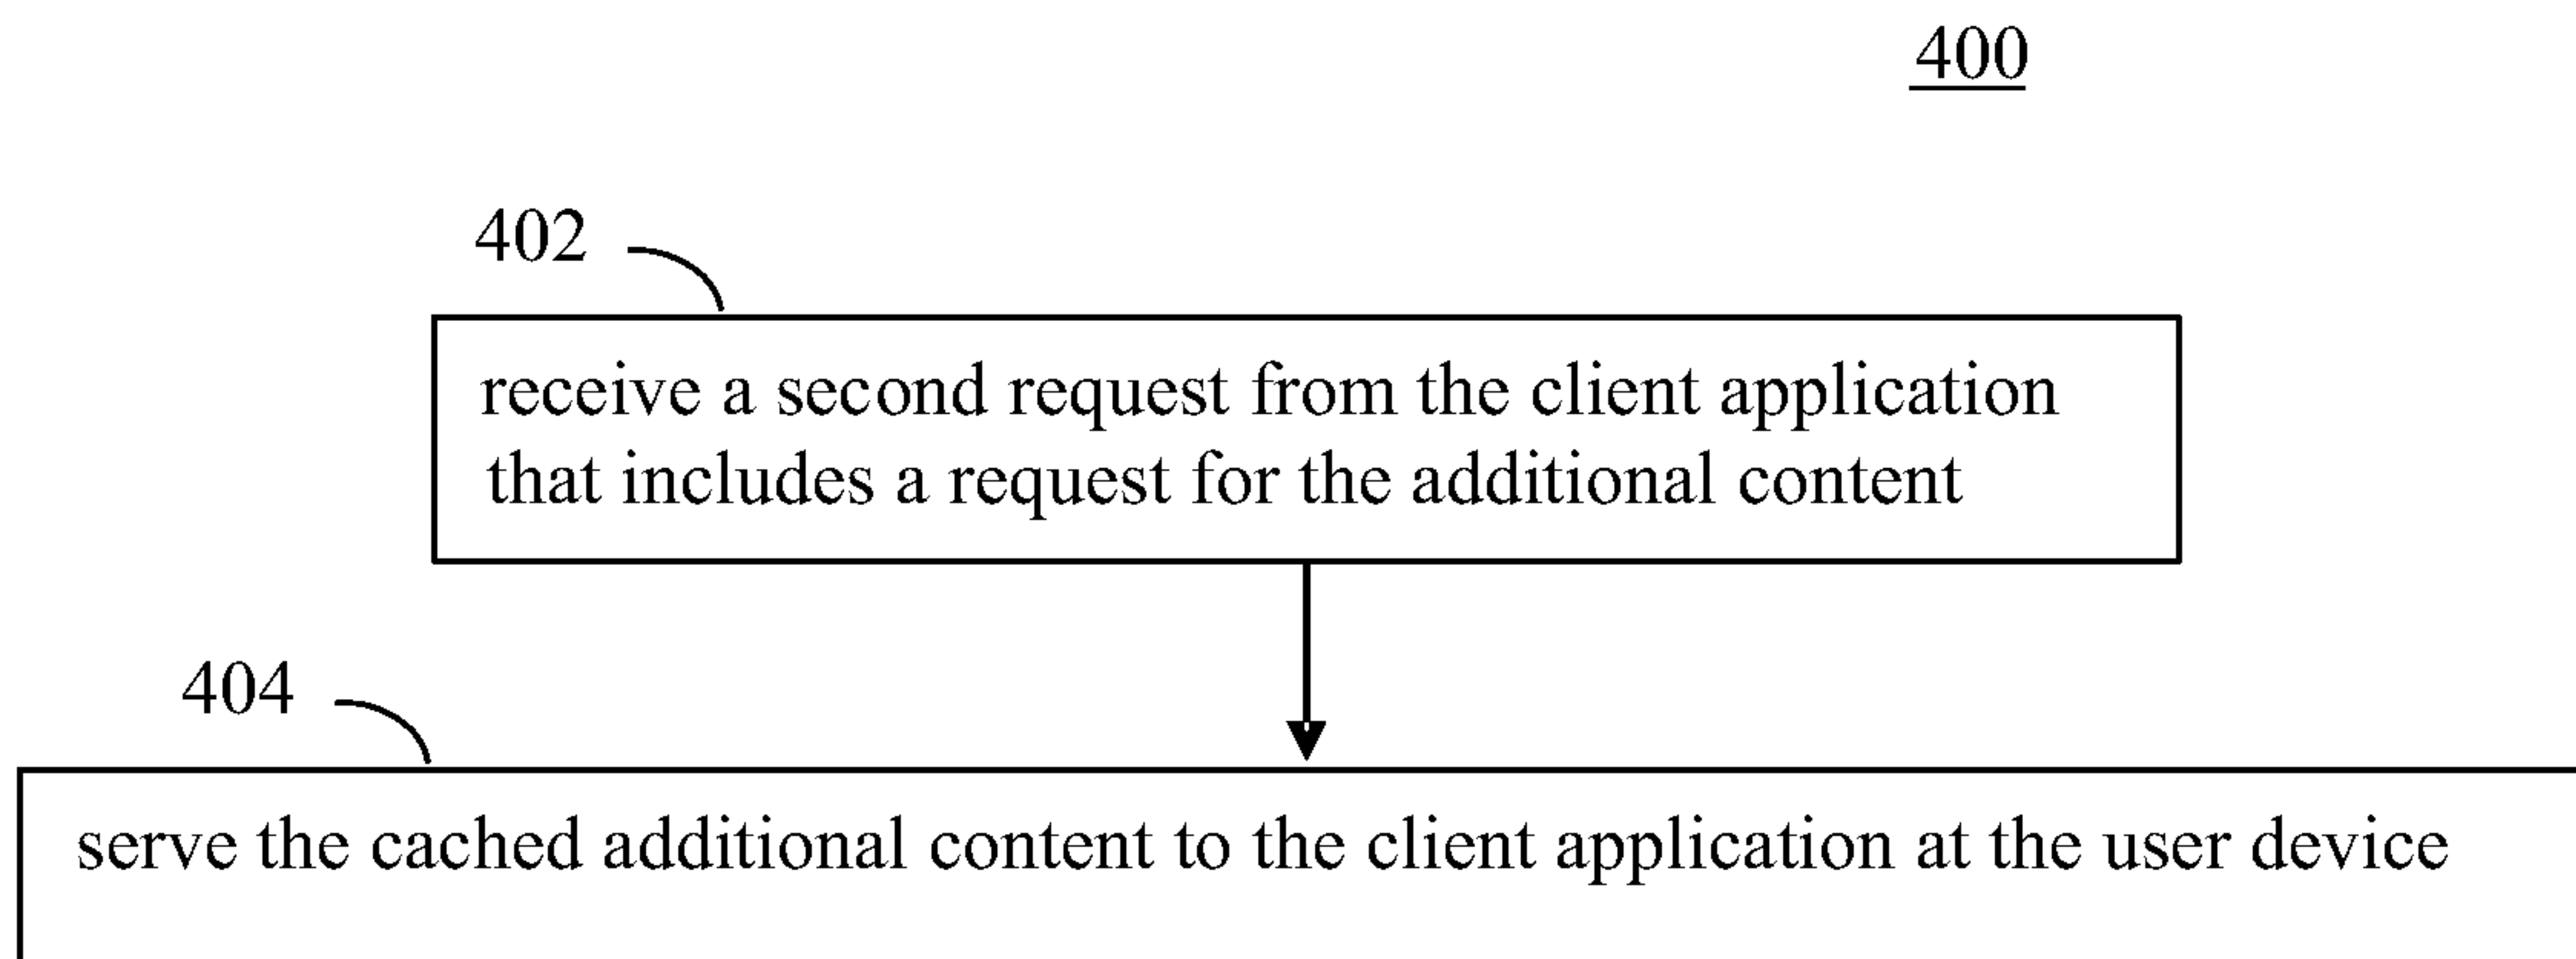 400
402
receive a second request from the client application
that includes a request for the additional content
404
serve the cached additional content to the client application at the user device